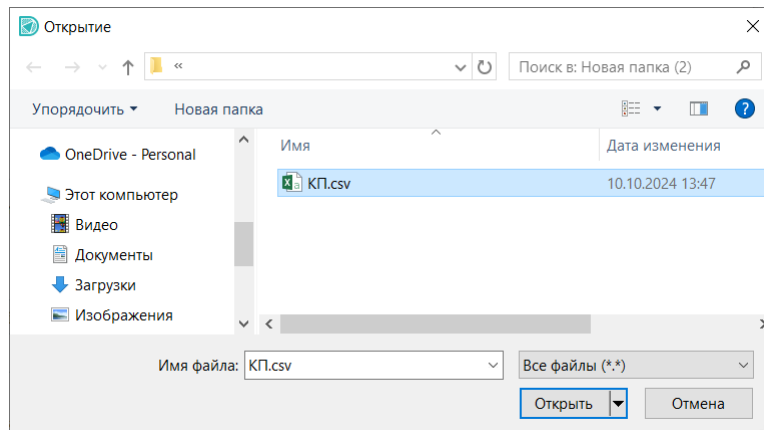 Открытие
«
Поиск в: Новая папка (2)
Упорядочить
Новая папка
?
OneDrive - Personal
Этот компьютер
Видео
Документы
Загрузки
Изображения
Имя
Дата изменения
КП.csv
10.10.2024 13:47
Имя файла:
КП.csv
Все файлы (*.*)
Открыть
Отмена